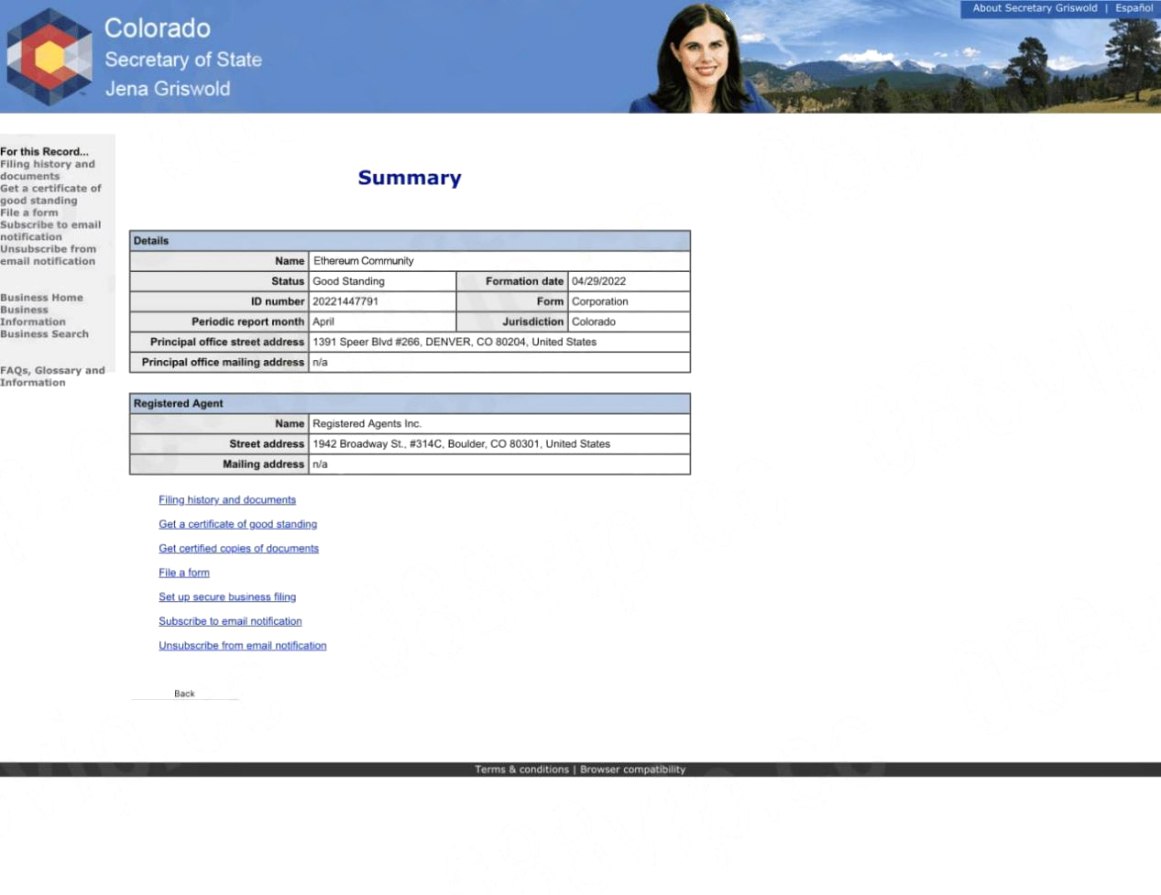 About Secretary Griswold | Español
Colorado
Secretary of State
Jena Griswold
For this Record...
Filing history and
documents
Get a certificate of
good standing
File a form
Subscribe to email
notification
Unsubscribe from
email notification
Business Home
Business
Information
Business Search
FAQs, Glossary and
Information
Summary
Details
Name Ethereum Community
Status Good Standing Formation date 04/29/2022
ID number 20221447791 Form Corporation
Periodic report month April Jurisdiction Colorado
Principal office street address 1391 Speer Blvd #266, DENVER, CO 80204, United States
Principal office mailing address n/a
Registered Agent
Name Registered Agents Inc.
Street address 1942 Broadway St., #314C, Boulder, CO 80301, United States
Mailing address n/a
Filing history and documents
Get a certificate of good standing
Get certified copies of documents
File a form
Set up secure business filing
Subscribe to email notification
Unsubscribe from email notification
Back
Terms & conditions | Browser compatibility